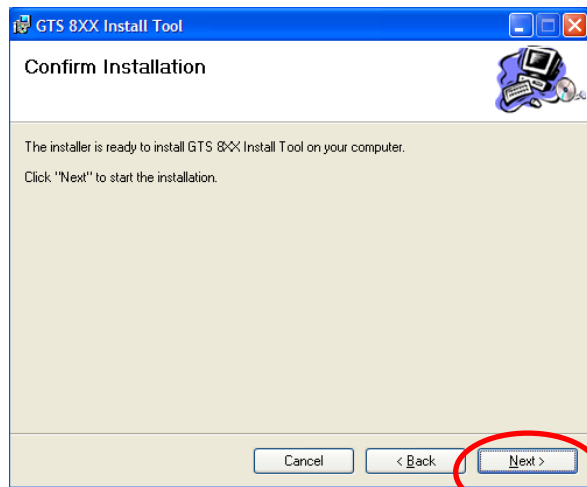 GTS 8XX Install Tool
Confirm Installation
The installer is ready to install GTS 8XX Install Tool on your computer.
Click "Next" to start the installation.
Cancel
< Back
Next >